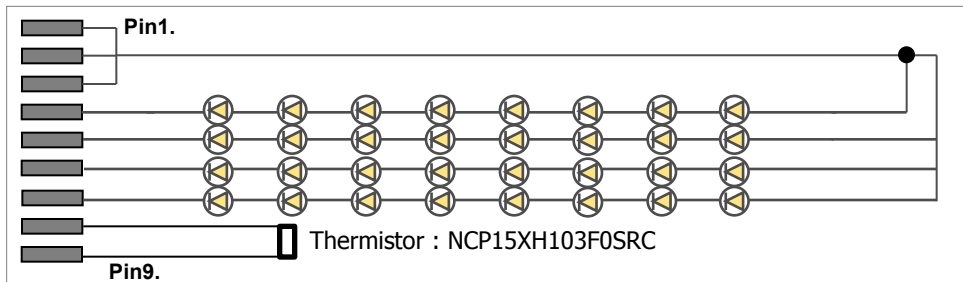 Pin1.
Thermistor : NCP15XH103F0SRC
Pin9.